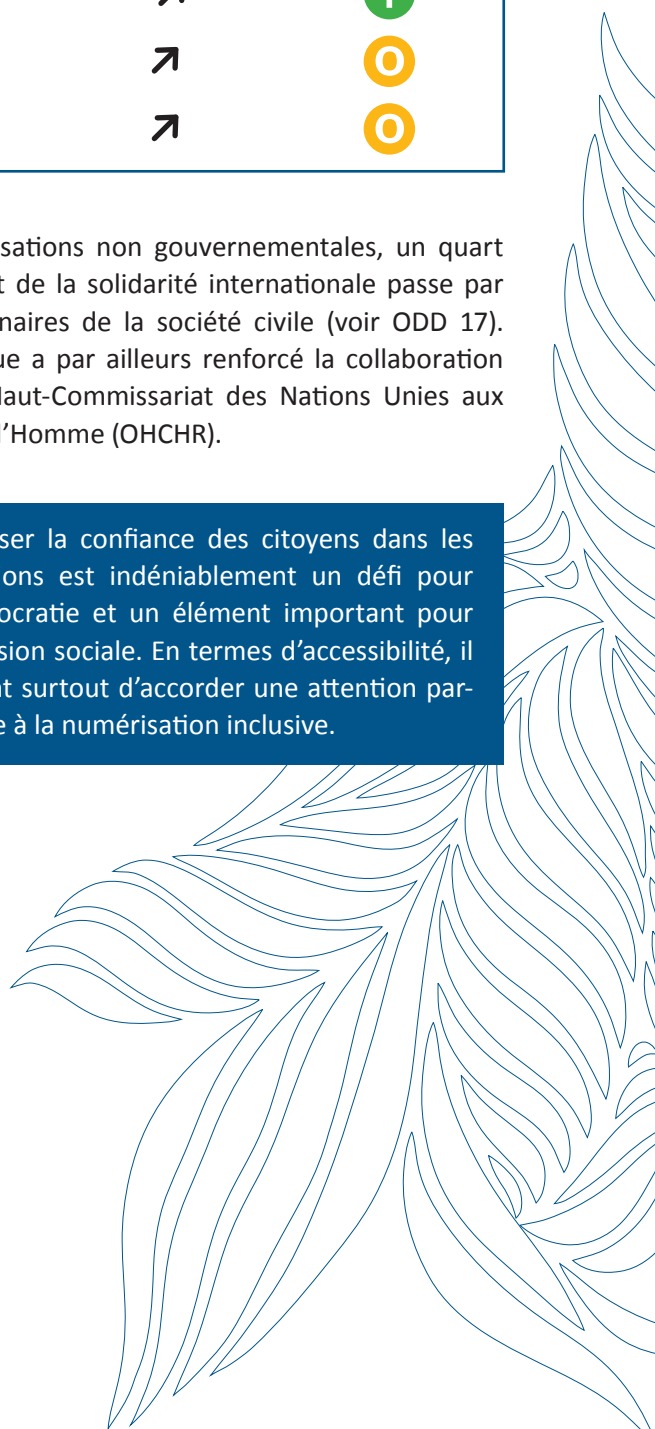 ↗
↗ O
↗ O
sations non gouvernementales, un quart
t de la solidarité internationale passe par
naires de la société civile (voir ODD 17).
ue a par ailleurs renforcé la collaboration
Haut-Commissariat des Nations Unies aux
l’Homme (OHCHR).
ser la confiance des citoyens dans les
ons est indéniablement un défi pour
ocratie et un élément important pour
sion sociale. En termes d’accessibilité, il
nt surtout d’accorder une attention par-
e à la numérisation inclusive.